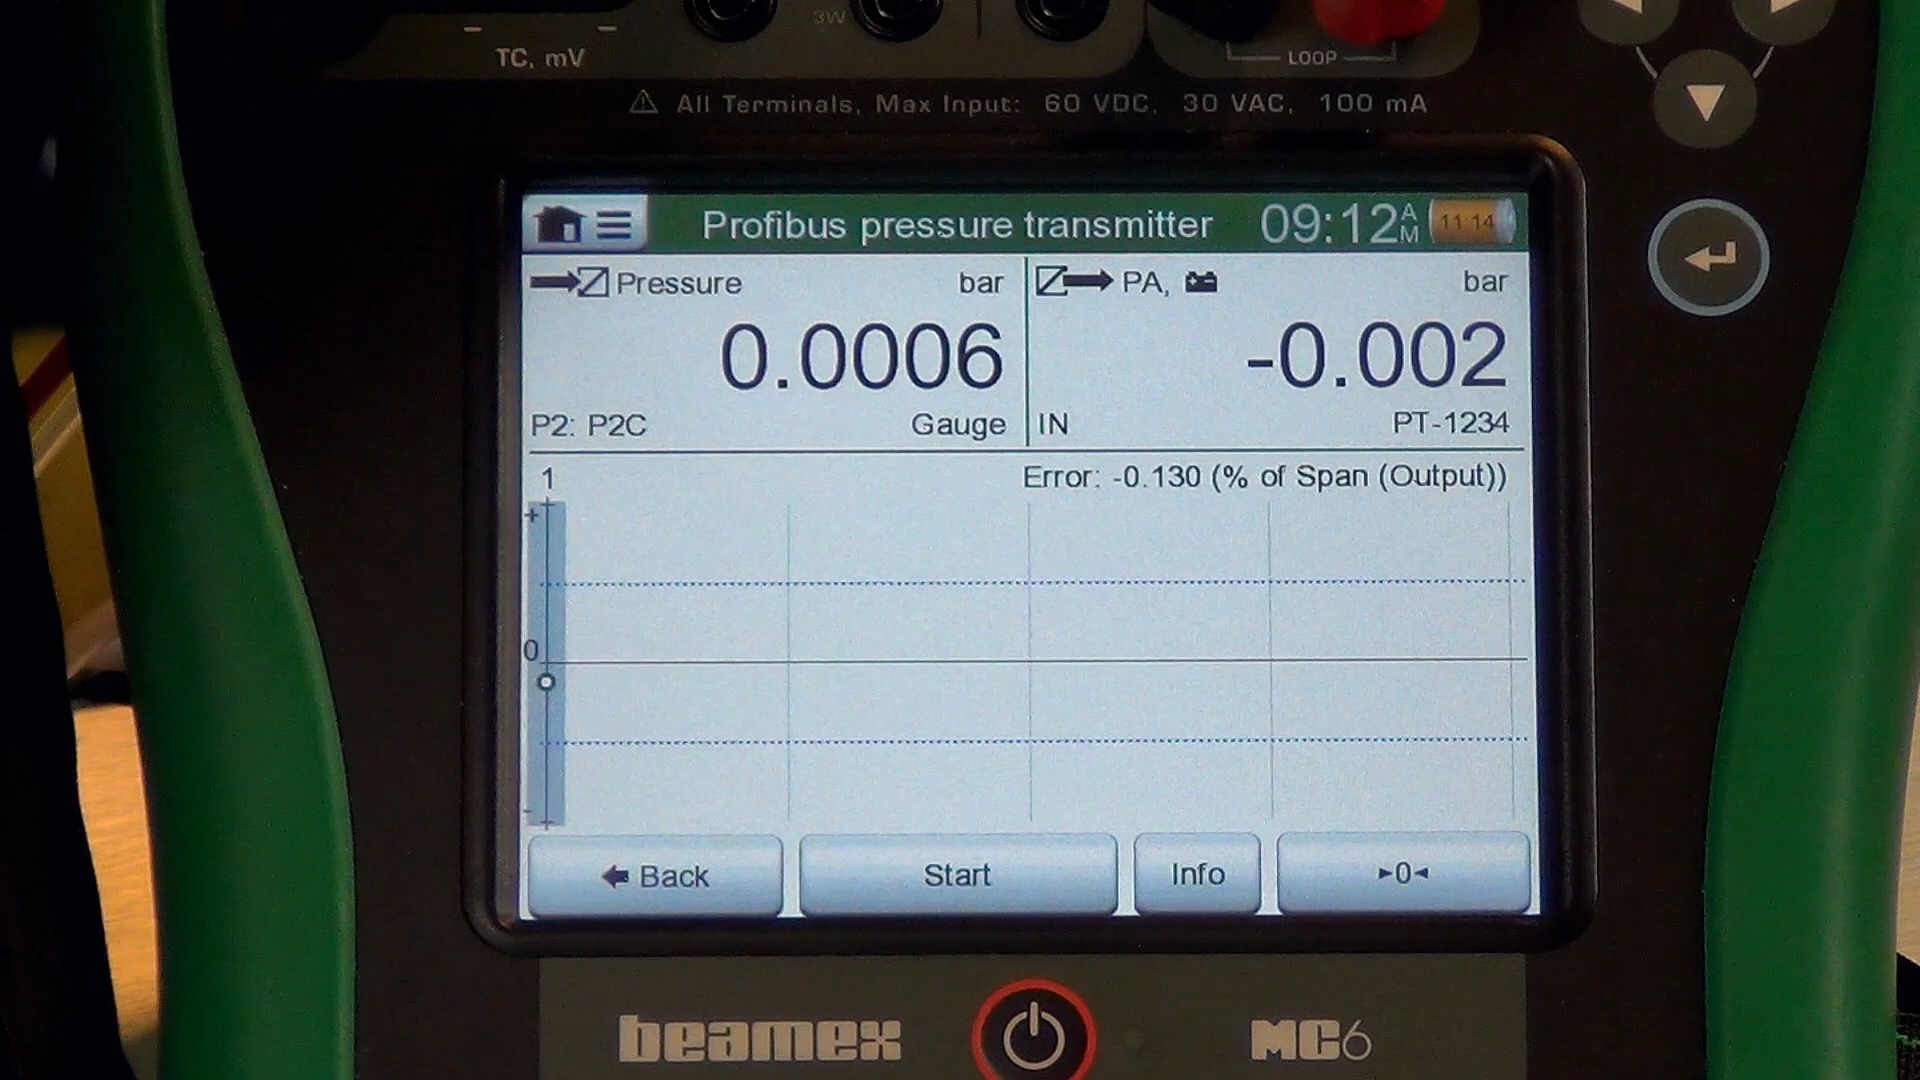 3W
TC, mV
LOOP
⚠ All Terminals, Max Input: 60 VDC, 30 VAC, 100 mA
Profibus pressure transmitter 09:12 AM 11:14
Pressure bar
0.0006
P2: P2C Gauge
PA, bar
-0.002
IN PT-1234
1 Error: -0.130 (% of Span (Output))
+
0
-
Back Start Info ►0◄
beamex MC6